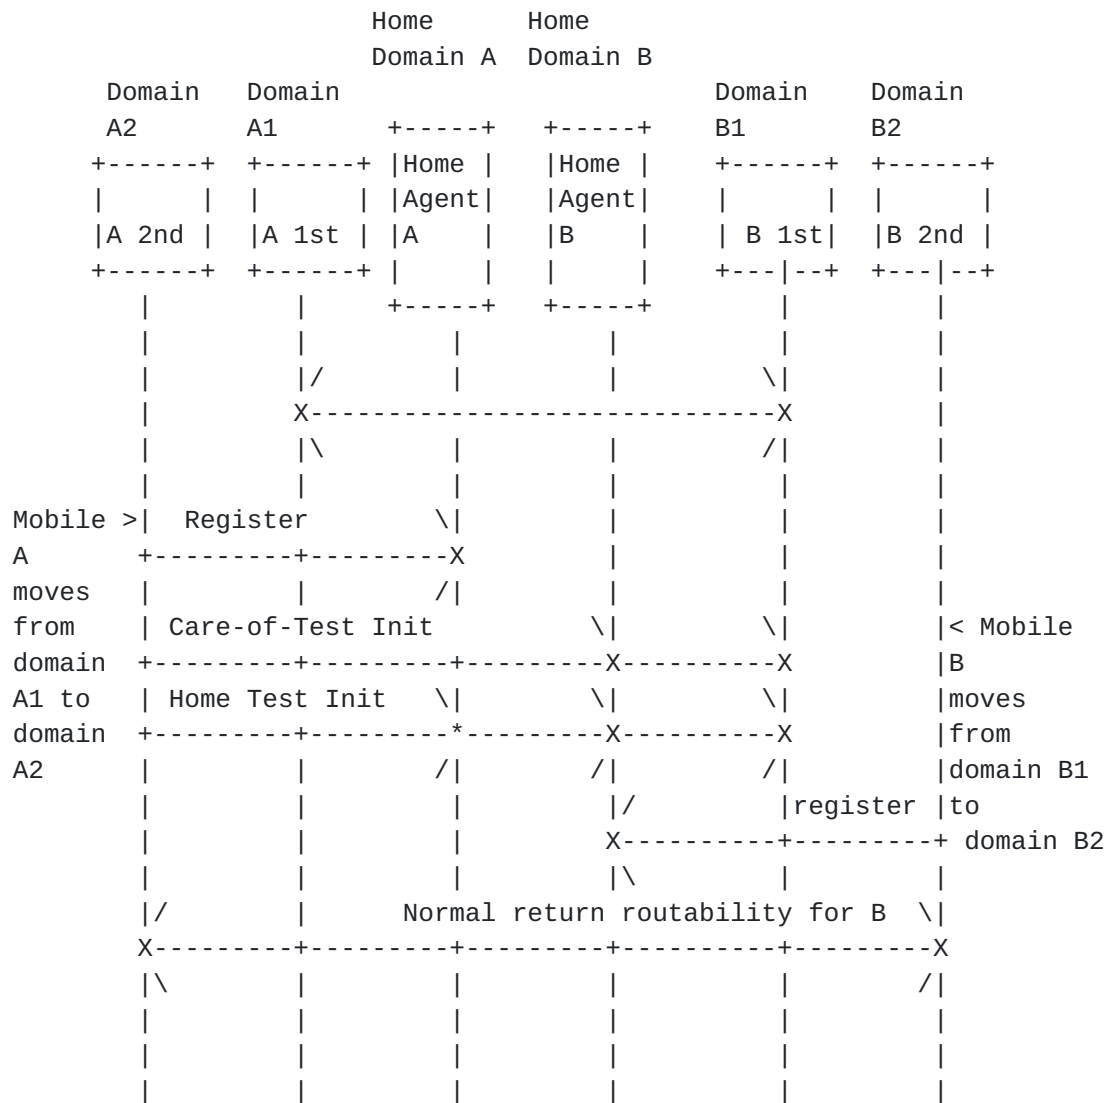 Home Home
Domain A Domain B
Domain Domain Domain Domain
A2 A1 B1 B2
Home Home
Agent Agent
A 2nd A 1st A B B 1st B 2nd
X X
Mobile > Register
A X
moves
from Care-of-Test Init < Mobile
domain X X B
A1 to Home Test Init moves
domain * X X from
A2 domain B1
register to
X domain B2
Normal return routability for B
X X